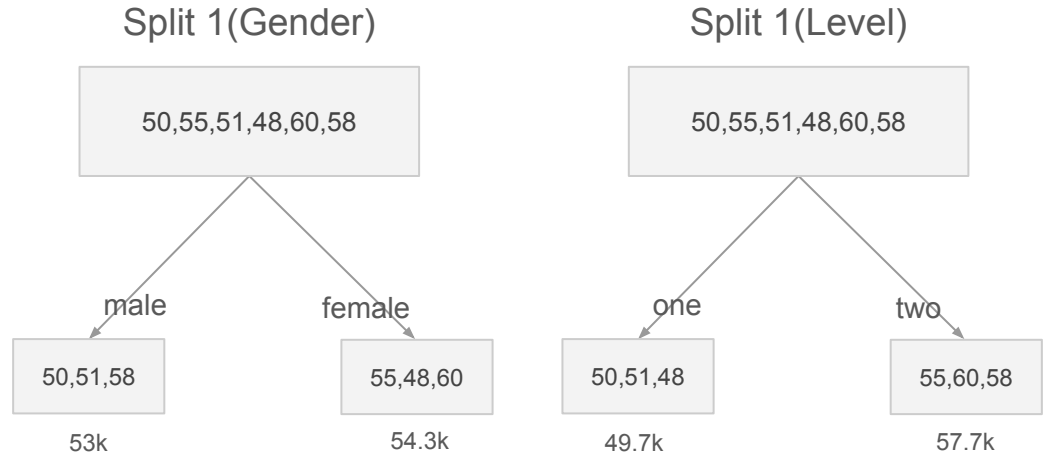 Split 1(Gender)
50,55,51,48,60,58
male
female
50,51,58
55,48,60
53k
54.3k
Split 1(Level)
50,55,51,48,60,58
one
two
50,51,48
55,60,58
49.7k
57.7k